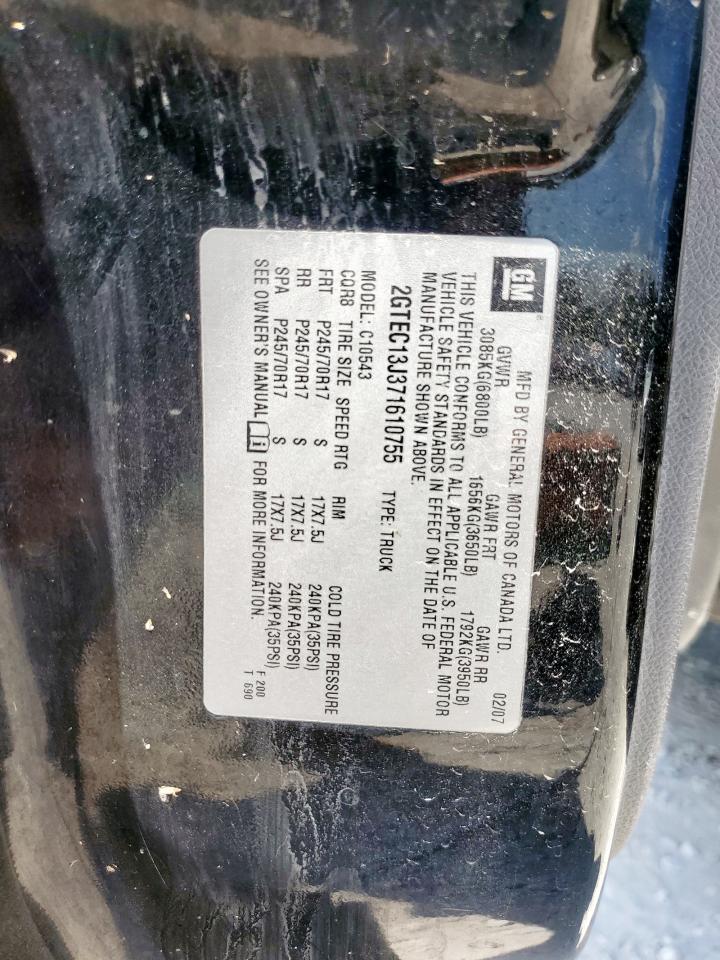 GM®
MFD BY GENERAL MOTORS OF CANADA LTD. 02/07
GVWR GAWR FRT GAWR RR
3085KG(6800LB) 1656KG(3650LB) 1792KG(3950LB)
THIS VEHICLE CONFORMS TO ALL APPLICABLE U.S. FEDERAL MOTOR
VEHICLE SAFETY STANDARDS IN EFFECT ON THE DATE OF
MANUFACTURE SHOWN ABOVE.
2GTEC13J371610755 TYPE: TRUCK
MODEL: C10543
CQR8 TIRE SIZE SPEED RTG RIM COLD TIRE PRESSURE
FRT P245/70R17 S 17X7.5J 240KPA(35PSI)
RR P245/70R17 S 17X7.5J 240KPA(35PSI)
SPA P245/70R17 S 17X7.5J 240KPA(35PSI)
SEE OWNER'S MANUAL i FOR MORE INFORMATION.
F 200
T 690